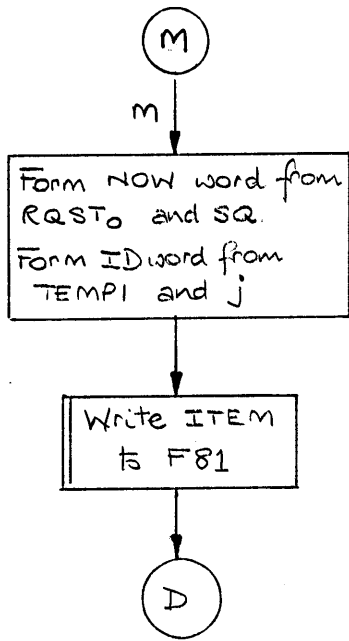 M
m
Form NOW word from
RQST₀ and SQ.
Form ID word from
TEMP1 and j
Write ITEM
to F81
D